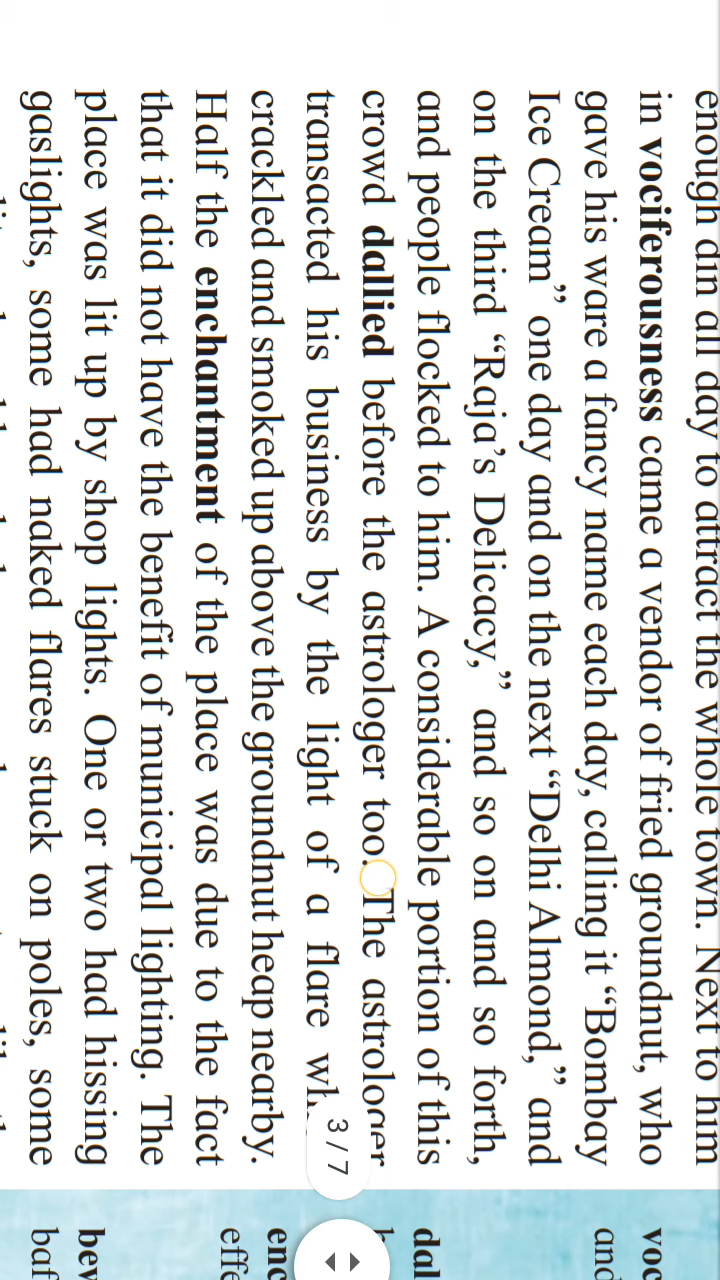 enough din all day to attract the whole town. Next to him
in vociferousness came a vendor of fried groundnut, who
gave his ware a fancy name each day, calling it “Bombay
Ice Cream” one day and on the next “Delhi Almond,” and
on the third “Raja’s Delicacy,” and so on and so forth,
and people flocked to him. A considerable portion of this
crowd dallied before the astrologer too. The astrologer
transacted his business by the light of a flare
crackled and smoked up above the groundnut heap nearby.
Half the enchantment of the place was due to the fact
that it did not have the benefit of municipal lighting. The
place was lit up by shop lights. One or two had hissing
gaslights, some had naked flares stuck on poles, some
3 / 7
voc
and
dal
enc
effe
bew
baf